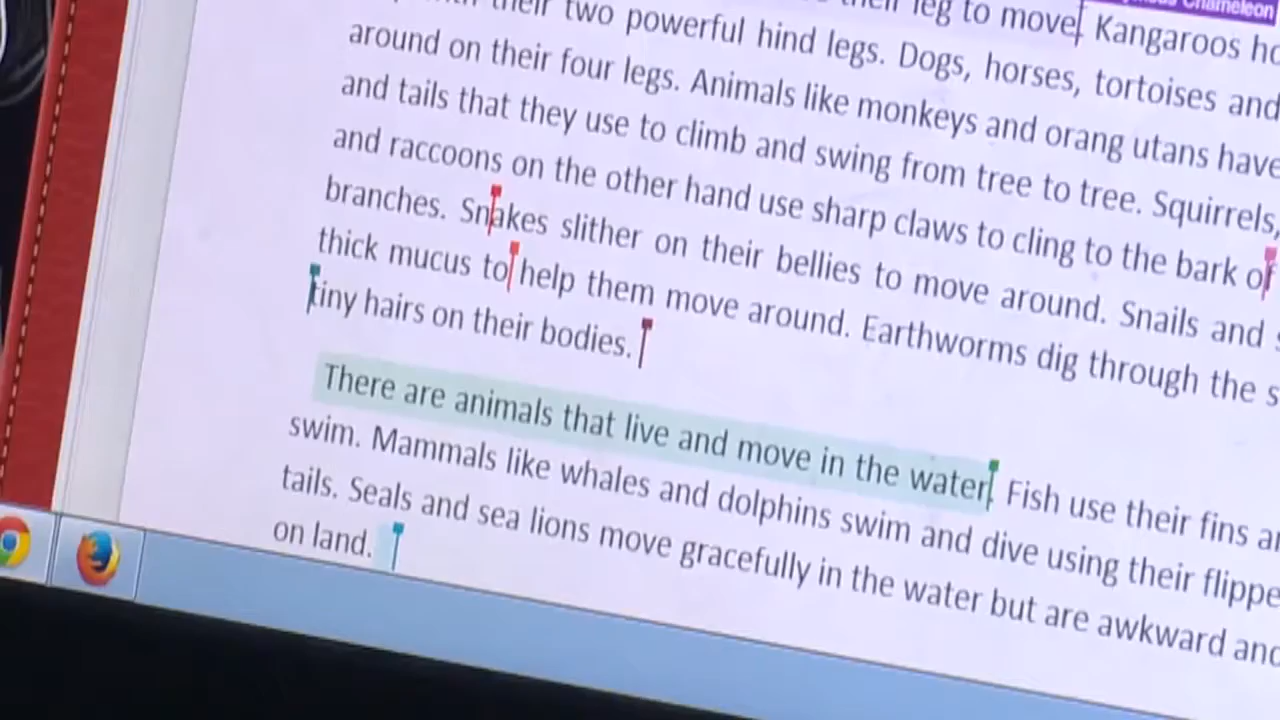 Chameleon
their leg to move. Kangaroos
their two powerful hind legs. Dogs, horses, tortoises and
around on their four legs. Animals like monkeys and orang utans have
and tails that they use to climb and swing from tree to tree. Squirrels,
and raccoons on the other hand use sharp claws to cling to the bark of
branches. Snakes slither on their bellies to move around. Snails and
thick mucus to help them move around. Earthworms dig through the
tiny hairs on their bodies.
There are animals that live and move in the water. Fish use their fins
swim. Mammals like whales and dolphins swim and dive using their
tails. Seals and sea lions move gracefully in the water but are awkward
on land.